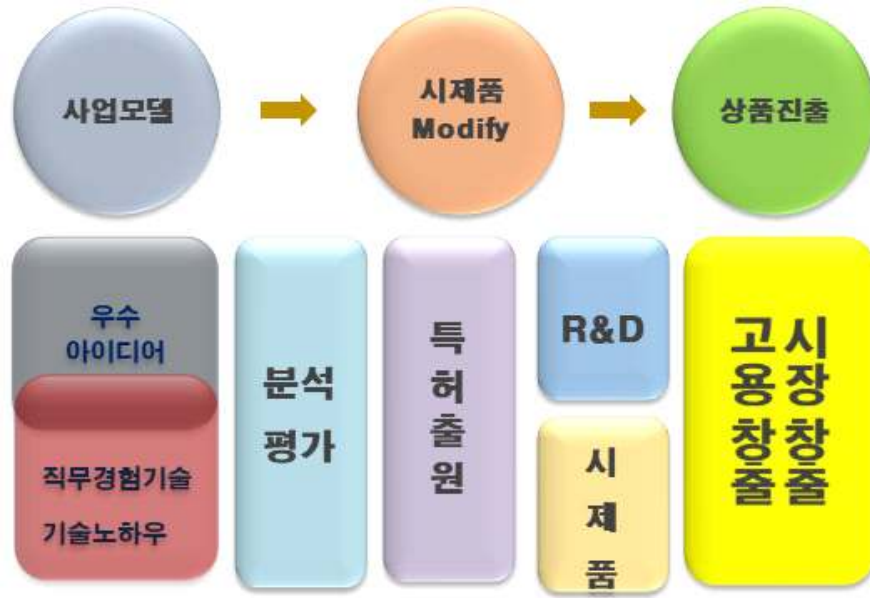 사업모델
시제품
Modify
상품진출
우수
아이디어
직무경험기술
기술노하우
분석
평가
특허출원
R&D
시제품
고용창출
시장창출